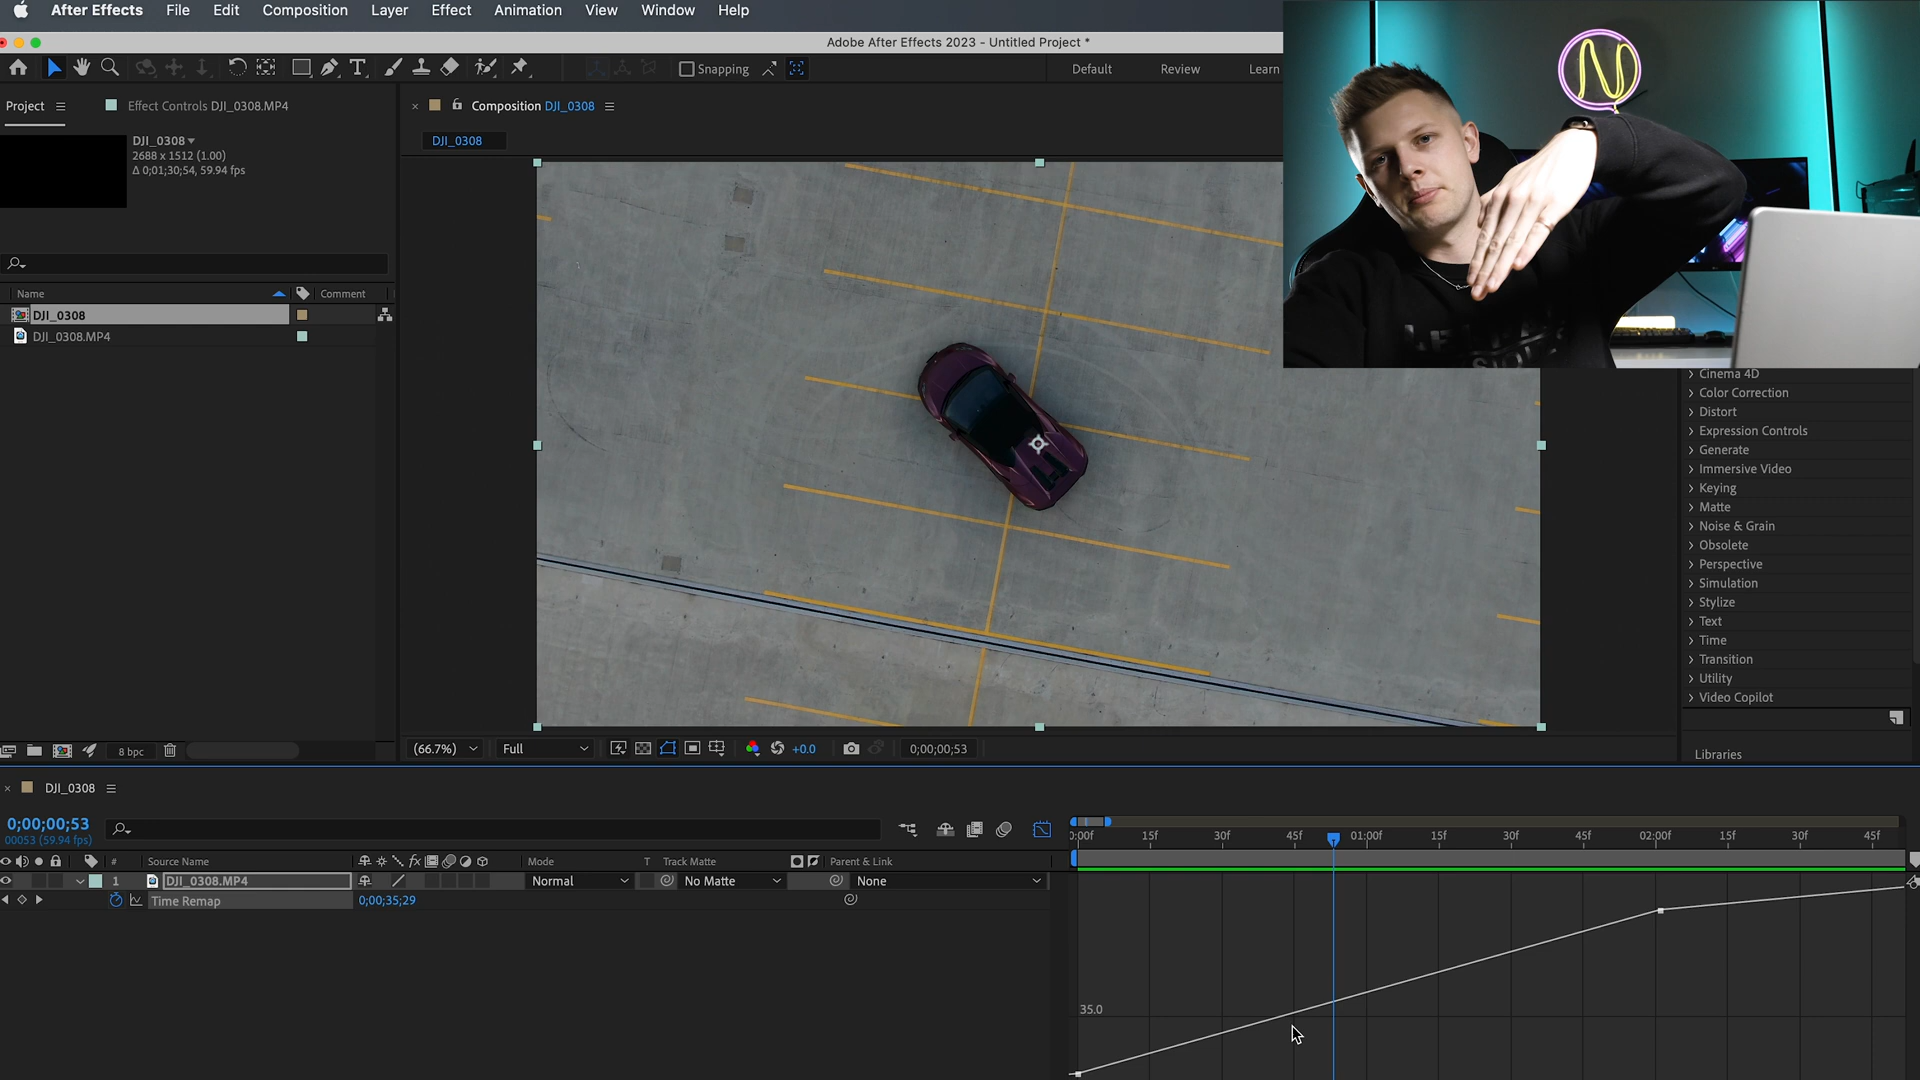 After Effects File Edit Composition Layer Effect Animation View Window Help
Adobe After Effects 2023 - Untitled Project *
Snapping Default Review Learn
Project Effect Controls DJI_0308.MP4
Composition DJI_0308
DJI_0308
2688 x 1512 (1.00)
Δ 0;01;30;54, 59.94 fps
DJI_0308
Name Comment
DJI_0308
DJI_0308.MP4
Cinema 4D
Color Correction
Distort
Expression Controls
Generate
Immersive Video
Keying
Matte
Noise & Grain
Obsolete
Perspective
Simulation
Stylize
Text
Time
Transition
Utility
Video Copilot
Libraries
8 bpc
(66.7%) Full +0.0 0;00;00;53
DJI_0308
0;00;00;53
00053 (59.94 fps)
0:00f 15f 30f 45f 01:00f 15f 30f 45f 02:00f 15f 30f 45f
# Source Name fx Mode T Track Matte Parent & Link
1 DJI_0308.MP4 Normal No Matte None
Time Remap 0;00;35;29
35.0